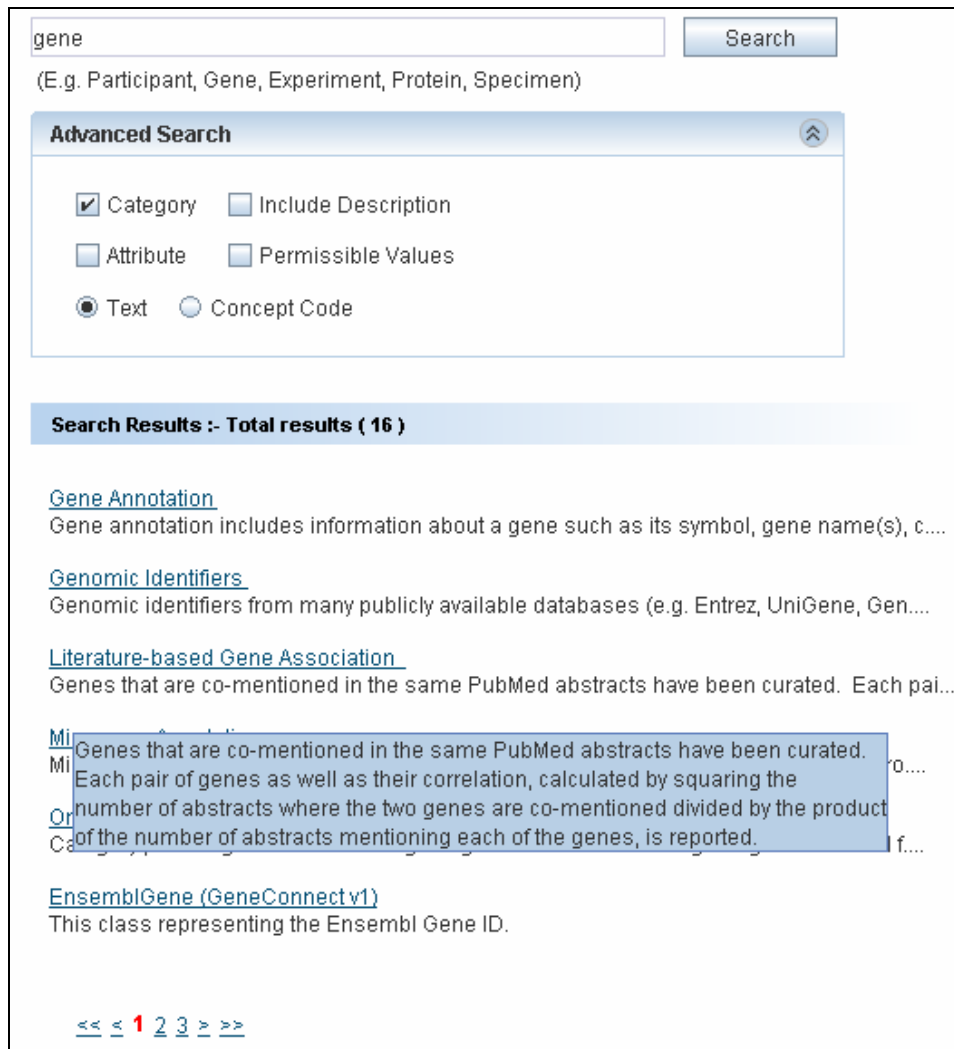 gene
Search
(E.g. Participant, Gene, Experiment, Protein, Specimen)
Advanced Search
Category Include Description
Attribute Permissible Values
Text Concept Code
Search Results :- Total results ( 16 )
Gene Annotation
Gene annotation includes information about a gene such as its symbol, gene name(s), c....
Genomic Identifiers
Genomic identifiers from many publicly available databases (e.g. Entrez, UniGene, Gen....
Literature-based Gene Association
Genes that are co-mentioned in the same PubMed abstracts have been curated. Each pai...
Genes that are co-mentioned in the same PubMed abstracts have been curated.
Each pair of genes as well as their correlation, calculated by squaring the
number of abstracts where the two genes are co-mentioned divided by the product
of the number of abstracts mentioning each of the genes, is reported.
EnsemblGene (GeneConnect v1)
This class representing the Ensembl Gene ID.
<< < 1 2 3 > >>